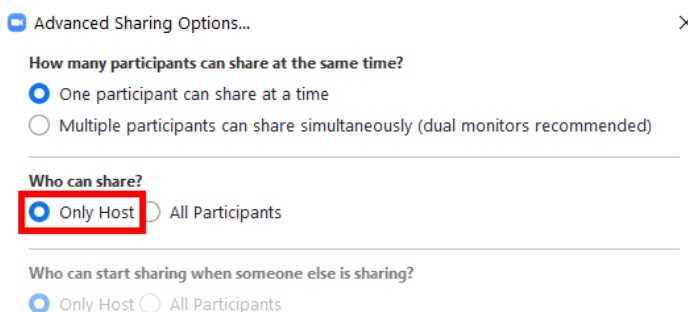 Advanced Sharing Options...
How many participants can share at the same time?
One participant can share at a time
Multiple participants can share simultaneously (dual monitors recommended)
Who can share?
Only Host All Participants
Who can start sharing when someone else is sharing?
Only Host All Participants